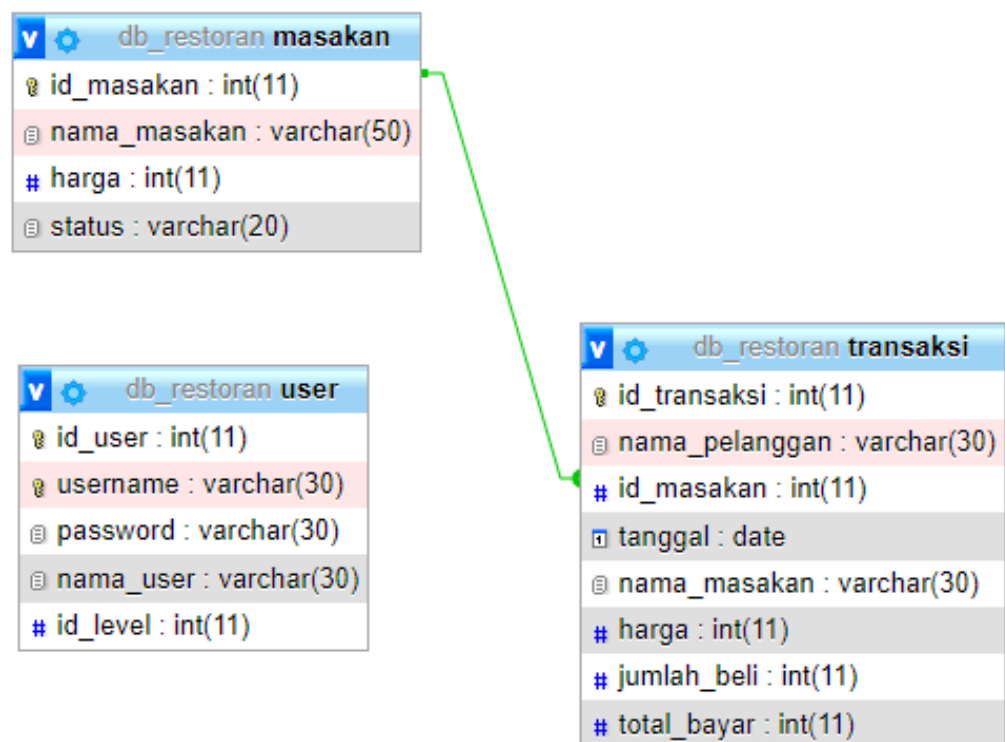 db_restoran masakan
id_masakan : int(11)
nama_masakan : varchar(50)
harga : int(11)
status : varchar(20)
db_restoran user
id_user : int(11)
username : varchar(30)
password : varchar(30)
nama_user : varchar(30)
id_level : int(11)
db_restoran transaksi
id_transaksi : int(11)
nama_pelanggan : varchar(30)
id_masakan : int(11)
tanggal : date
nama_masakan : varchar(30)
harga : int(11)
jumlah_beli : int(11)
total_bayar : int(11)